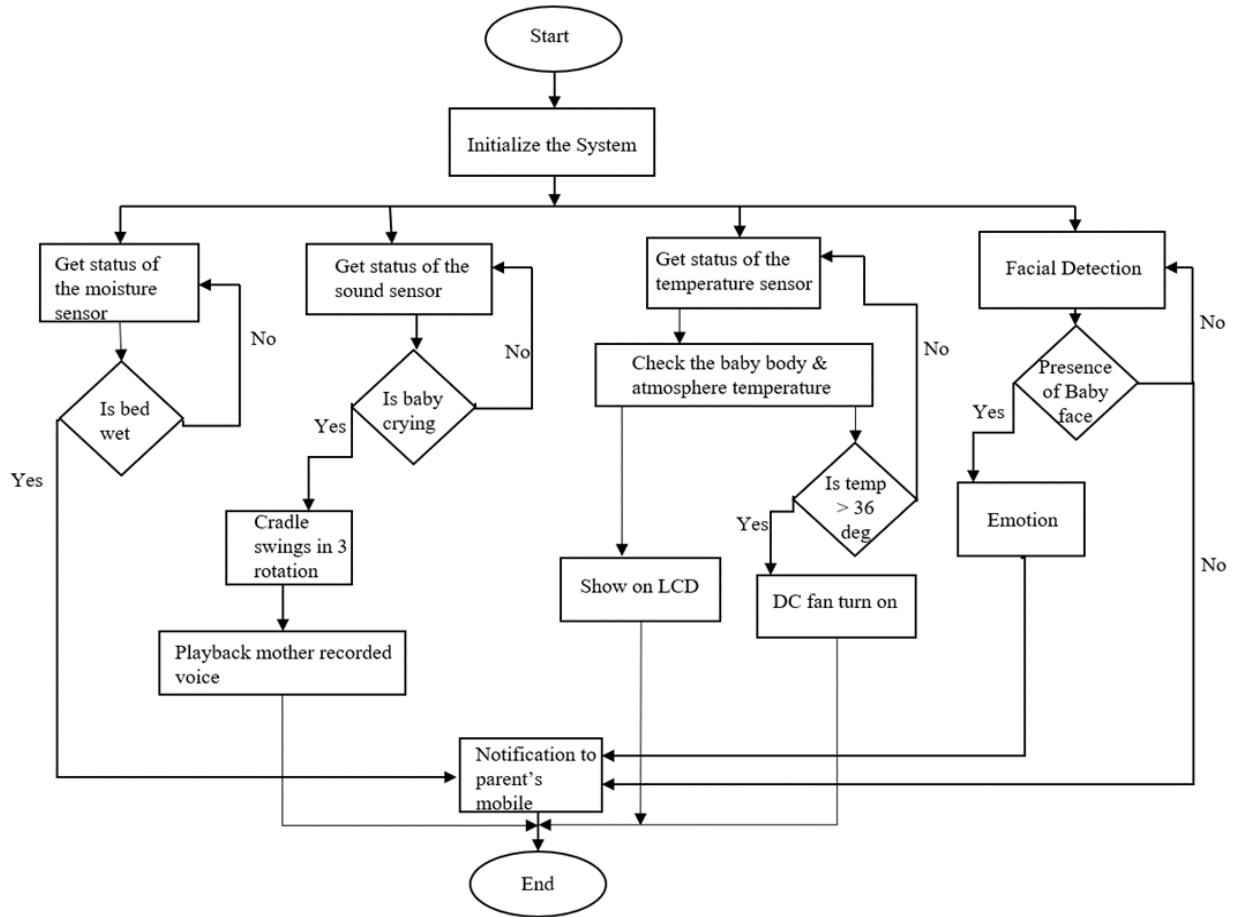 Start
Initialize the System
Get status of
the moisture
sensor
Get status of the
sound sensor
Get status of the
temperature sensor
Facial Detection
No
No
No
No
Check the baby body &
atmosphere temperature
Presence
of Baby
face
Is bed
wet
Is baby
crying
Yes
Yes
Yes
Is temp
> 36
deg
Yes
Cradle
swings in 3
rotation
Emotion
No
Show on LCD
DC fan turn on
Playback mother recorded
voice
Notification to
parent’s
mobile
End